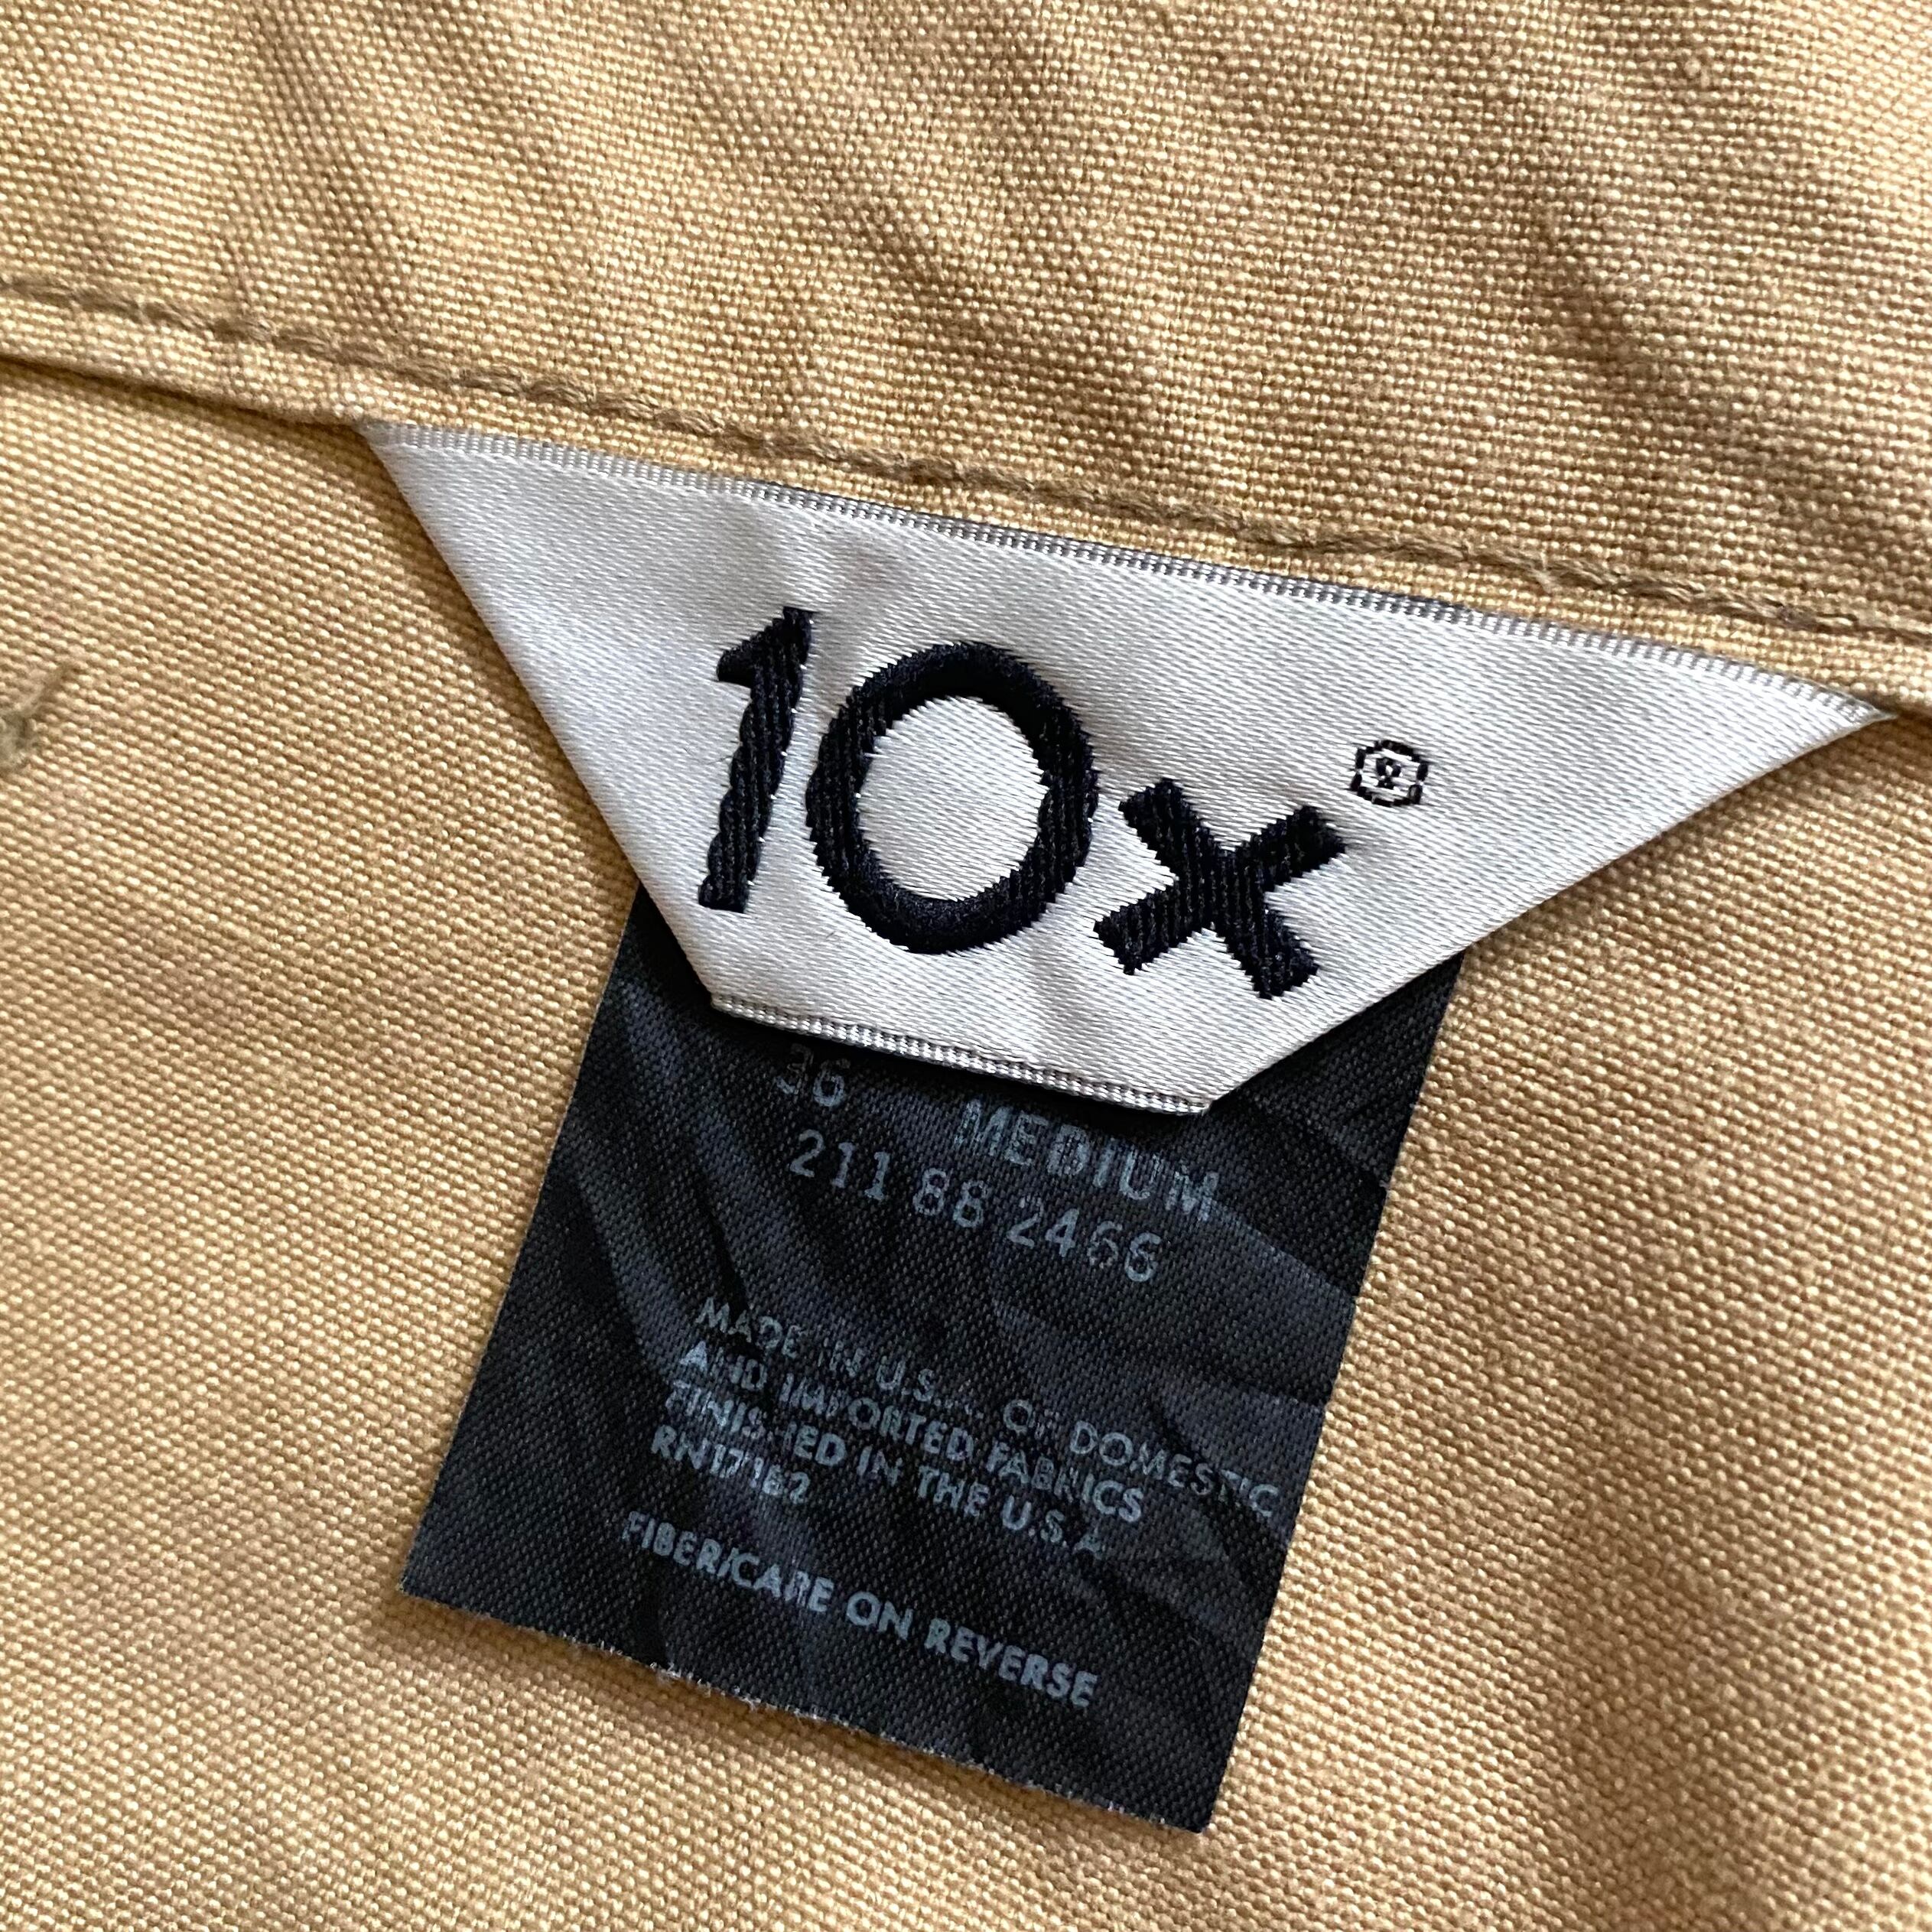 10x®
36 MEDIUM
211 88 2466
MADE IN U.S.A. OF DOMESTIC
AND IMPORTED FABRICS
FINISHED IN THE U.S.A
FIBER/CARE ON REVERSE